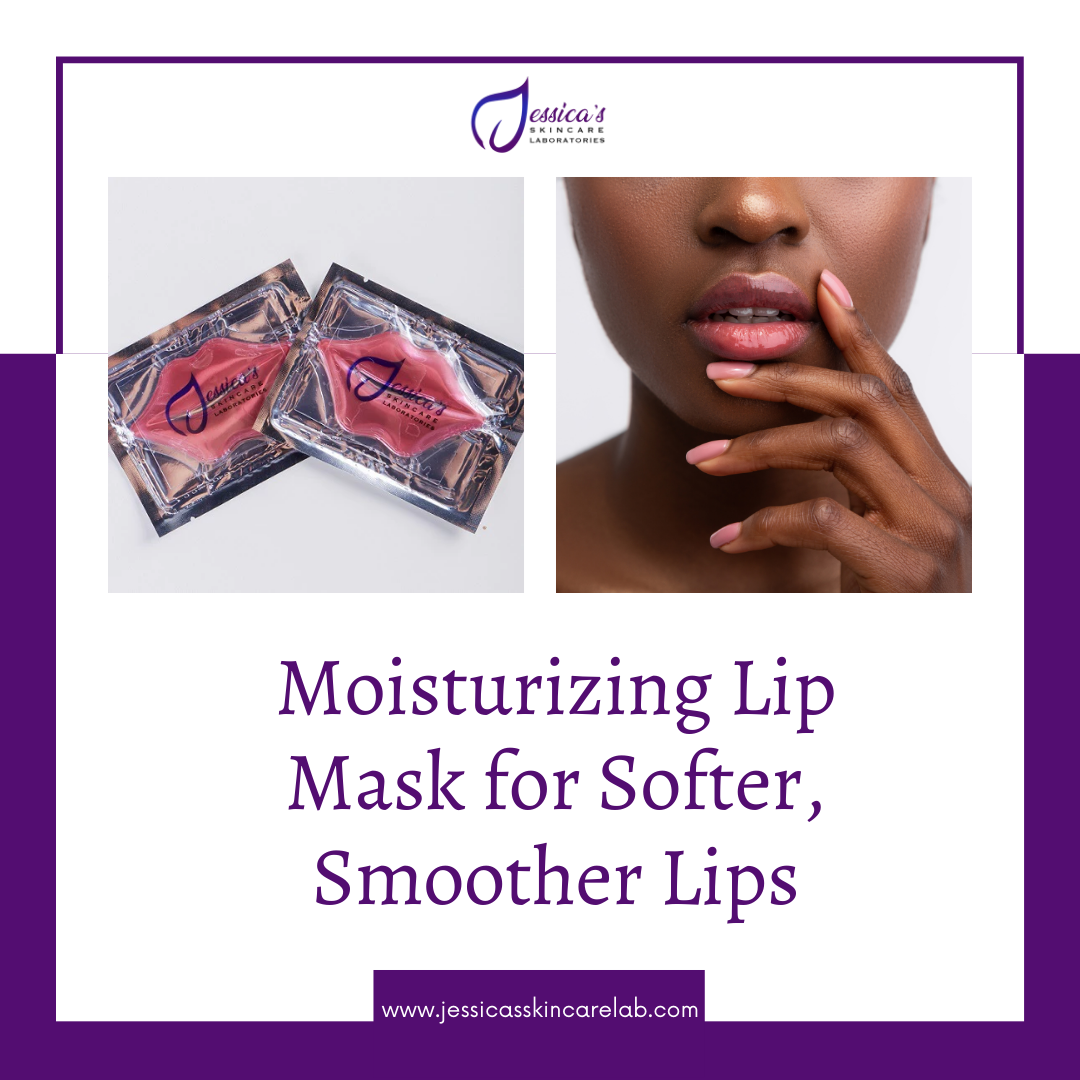 Jessica's
SKINCARE
LABORATORIES
Jessica's
SKINCARE
LABORATORIES
Jessica's
SKINCARE
LABORATORIES
Moisturizing Lip
Mask for Softer,
Smoother Lips
www.jessicasskincarelab.com